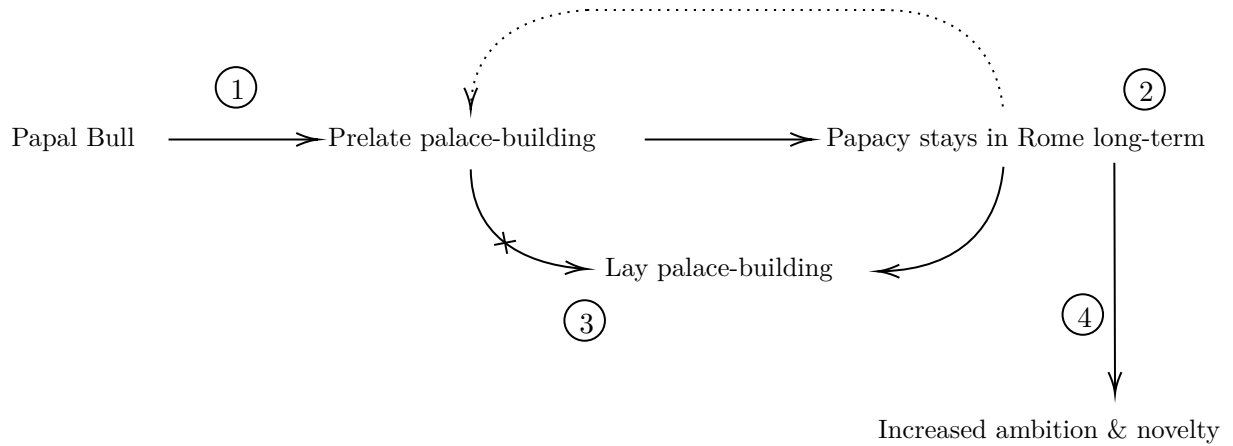 1
2
Papal Bull
Prelate palace-building
Papacy stays in Rome long-term
Lay palace-building
3
4
Increased ambition & novelty